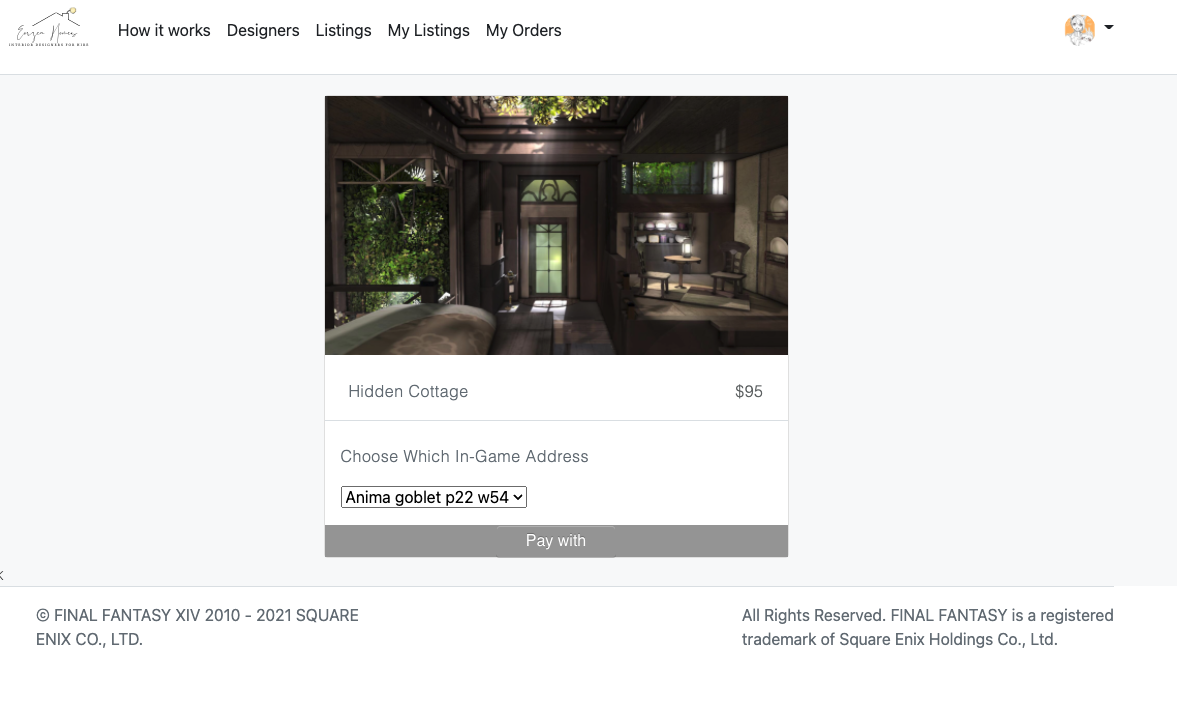 Eorzea Homes
INTERIOR DESIGNERS FOR HIRE
How it works Designers Listings My Listings My Orders
Hidden Cottage $95
Choose Which In-Game Address
Anima goblet p22 w54
Pay with
© FINAL FANTASY XIV 2010 - 2021 SQUARE
ENIX CO., LTD.
All Rights Reserved. FINAL FANTASY is a registered
trademark of Square Enix Holdings Co., Ltd.